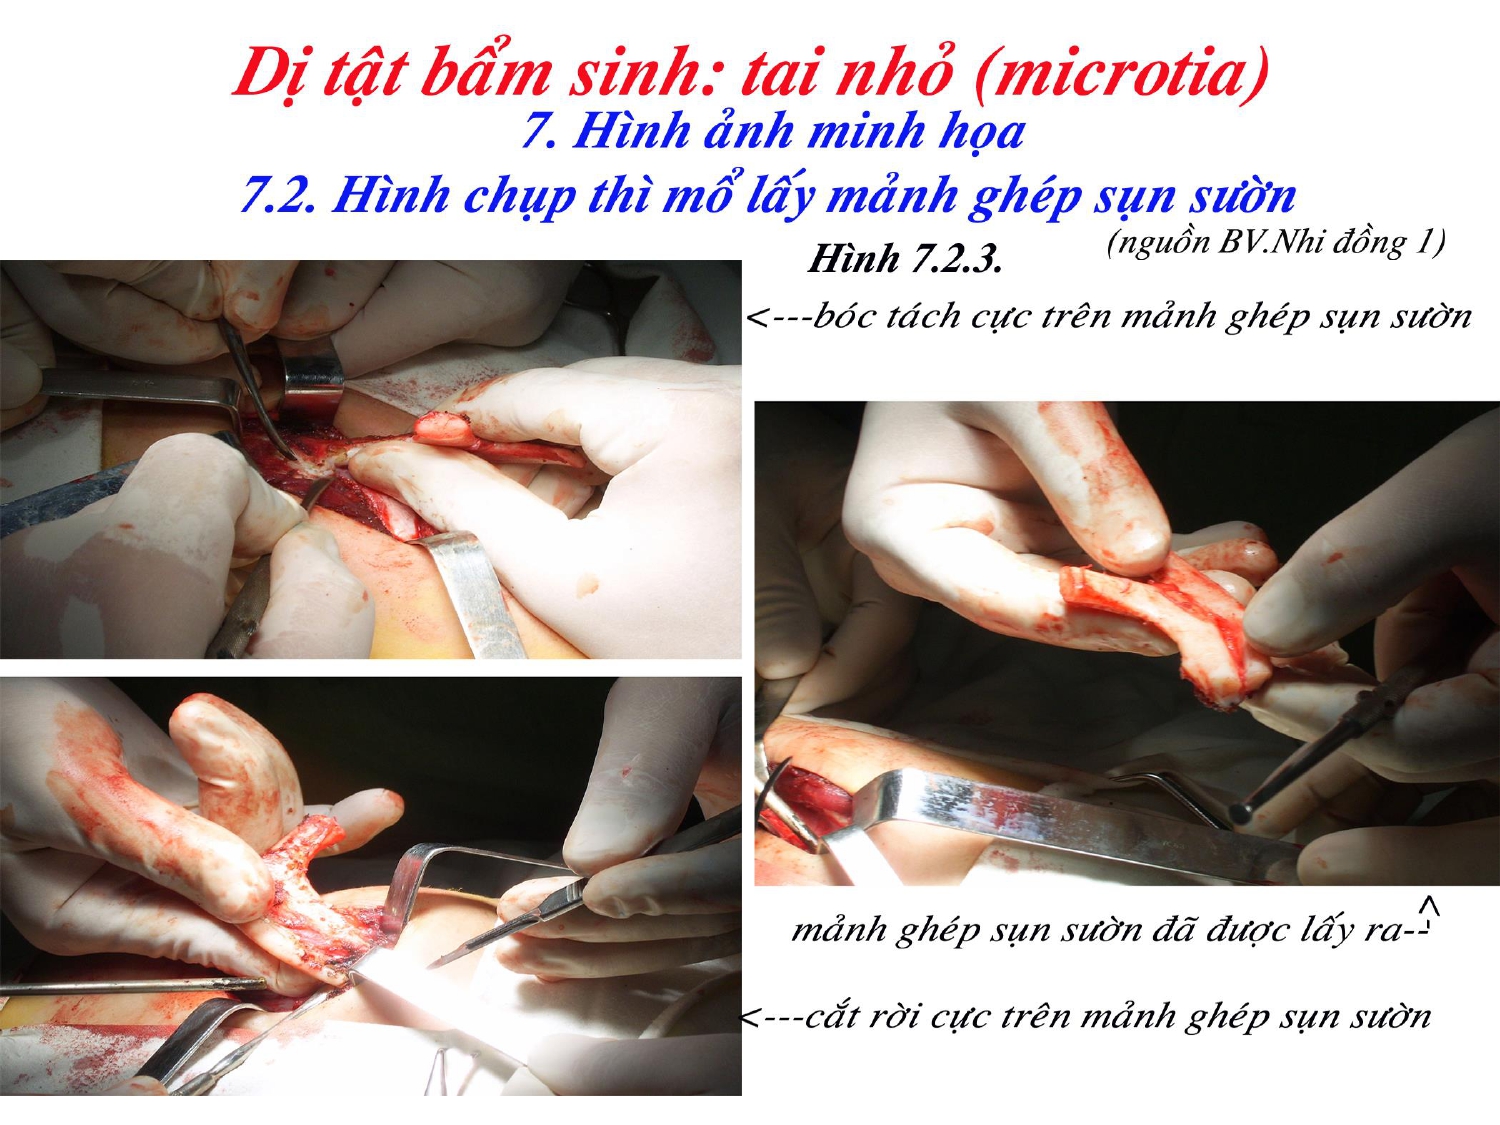 Dị tật bẩm sinh: tai nhỏ (microtia)
7. Hình ảnh minh họa
7.2. Hình chụp thì mổ lấy mảnh ghép sụn sườn
(nguồn BV.Nhi đồng 1)
Hình 7.2.3.
<---bóc tách cực trên mảnh ghép sụn sườn
mảnh ghép sụn sườn đã được lấy ra--^
<---cắt rời cực trên mảnh ghép sụn sườn